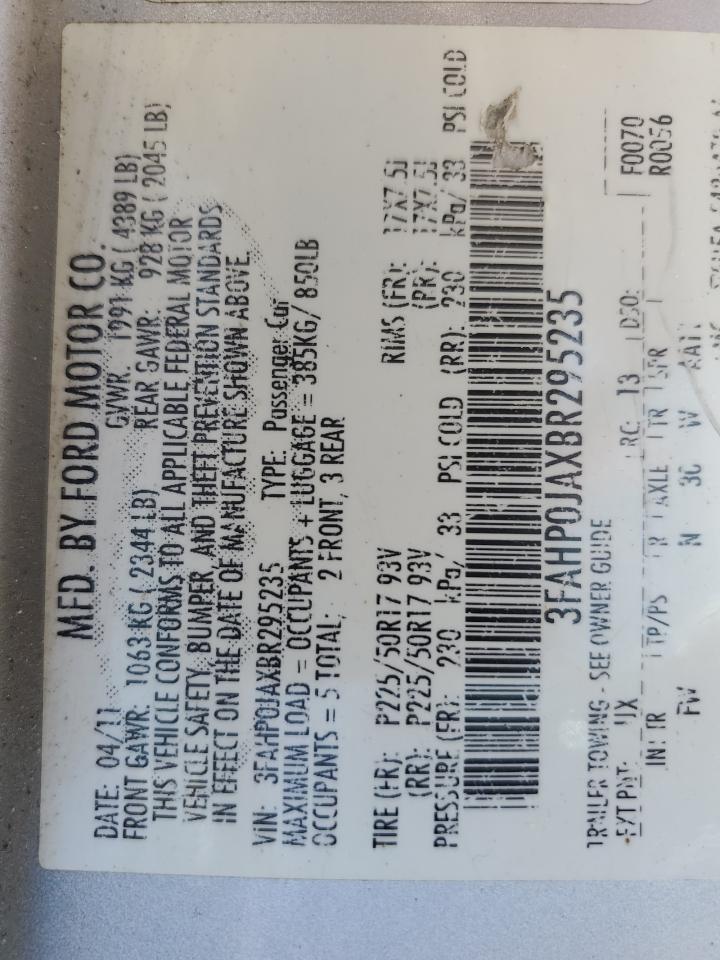 MFD. BY FORD MOTOR CO.
DATE: 04/11 GVWR: 1991 KG ( 4389 LB)
FRONT GAWR: 1063 KG ( 2344 LB) REAR GAWR: 928 KG ( 2045 LB)
THIS VEHICLE CONFORMS TO ALL APPLICABLE FEDERAL MOTOR
VEHICLE SAFETY, BUMPER, AND THEFT PREVENTION STANDARDS
IN EFFECT ON THE DATE OF MANUFACTURE SHOWN ABOVE.
VIN: 3FAHP0JAXBR295235 TYPE: Passenger Car
MAXIMUM LOAD = OCCUPANTS + LUGGAGE = 385KG/ 850LB
OCCUPANTS = 5 TOTAL: 2 FRONT, 3 REAR
TIRE (FR): P225/50R17 93V RIMS (FR): 17X7.5J
(RR): P225/50R17 93V (RR): 17X7.5J
PRESSURE (FR): 230 kPa/ 33 PSI COLD (RR): 230 kPa/ 33 PSI COLD
3FAHP0JAXBR295235
TRAILER TOWING - SEE OWNER GUIDE
EXT PNT: UX RC: 13 DSO: F0070
INT TR TP/PS R AXLE TR SPR R0056
FW N 3C W